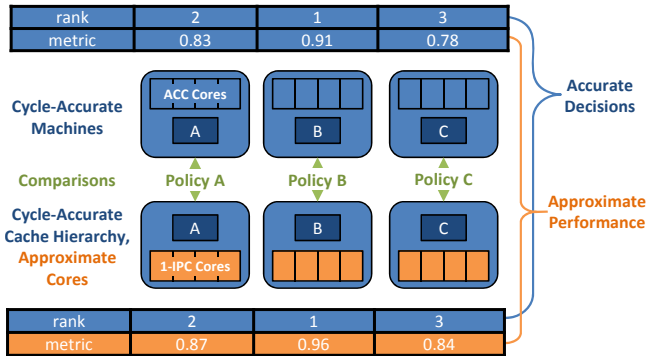 rank 2 1 3
metric 0.83 0.91 0.78
Cycle-Accurate
Machines
ACC Cores
A B C
Accurate
Decisions
Comparisons Policy A Policy B Policy C
Approximate
Performance
Cycle-Accurate
Cache Hierarchy,
Approximate
Cores
A B C
1-IPC Cores
rank 2 1 3
metric 0.87 0.96 0.84